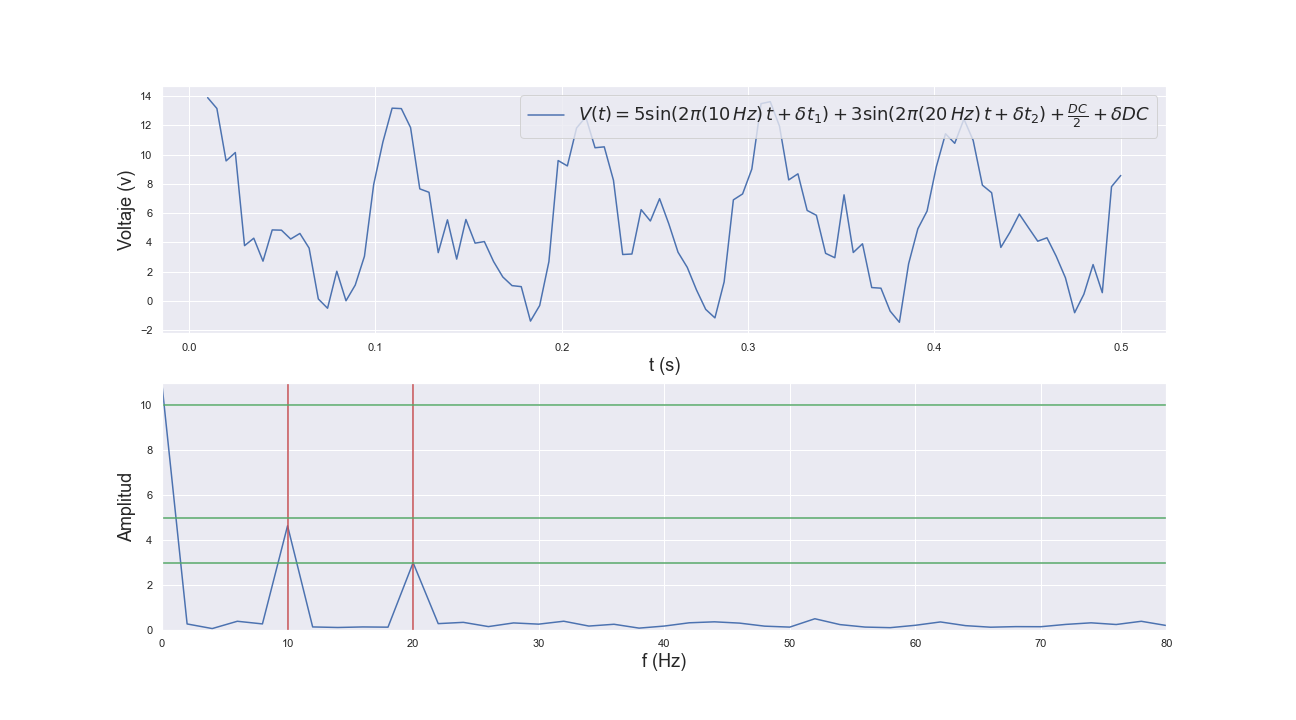 V(t) = 5sin(2π(10 Hz) t + δt₁) + 3sin(2π(20 Hz) t + δt₂) + DC/2 + δDC
14
12
10
8
6
4
2
0
−2
Voltaje (v)
0.0 0.1 0.2 0.3 0.4 0.5
t (s)
10
8
6
4
2
0
Amplitud
0 10 20 30 40 50 60 70 80
f (Hz)